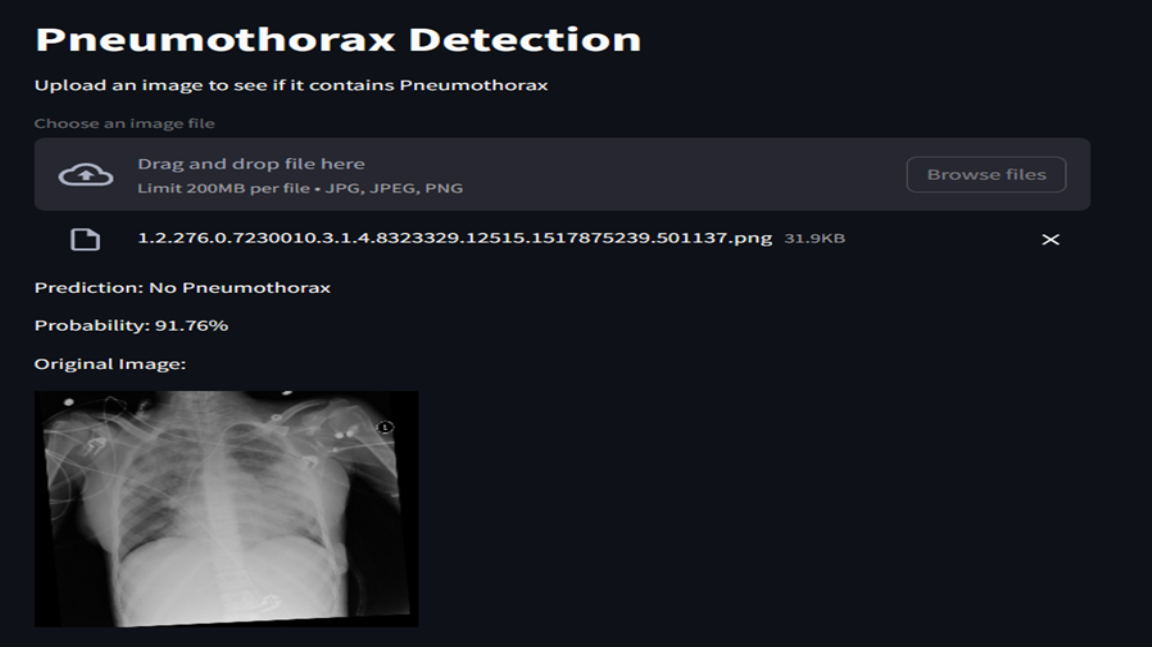 Pneumothorax Detection
Upload an image to see if it contains Pneumothorax
Choose an image file
Drag and drop file here
Limit 200MB per file • JPG, JPEG, PNG
Browse files
1.2.276.0.7230010.3.1.4.8323329.12515.1517875239.501137.png 31.9KB
Prediction: No Pneumothorax
Probability: 91.76%
Original Image:
L